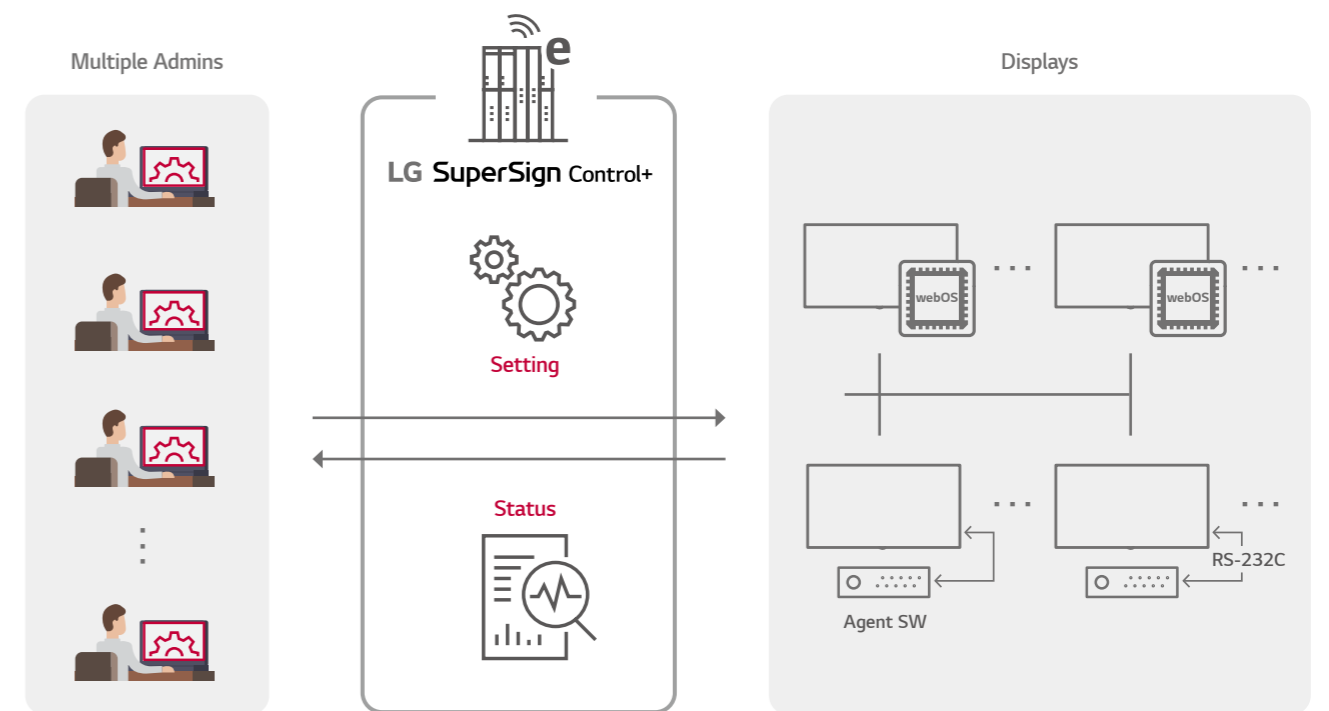 Multiple Admins
e
Displays
LG SuperSign Control+
webOS
webOS
Setting
Status
RS-232C
Agent SW